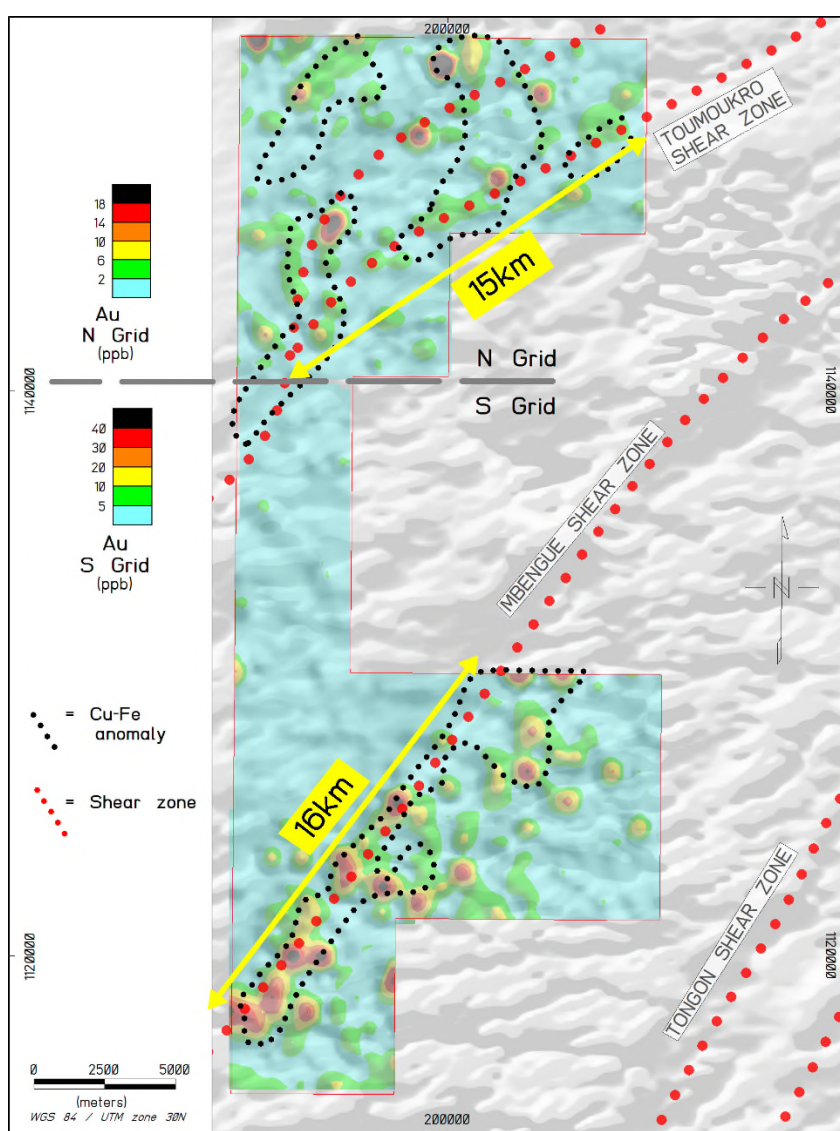 200000
TOUMOUKRO
SHEAR ZONE
18
14
10
6
2
Au
N Grid
(ppb)
15km
N Grid
1140000
1140000
S Grid
40
30
20
10
5
Au
S Grid
(ppb)
MBENGUE SHEAR ZONE
N
= Cu-Fe
anomaly
= Shear zone
16km
TONGON SHEAR ZONE
1120000
1120000
0 2500 5000
(meters)
WGS 84 / UTM zone 30N
200000